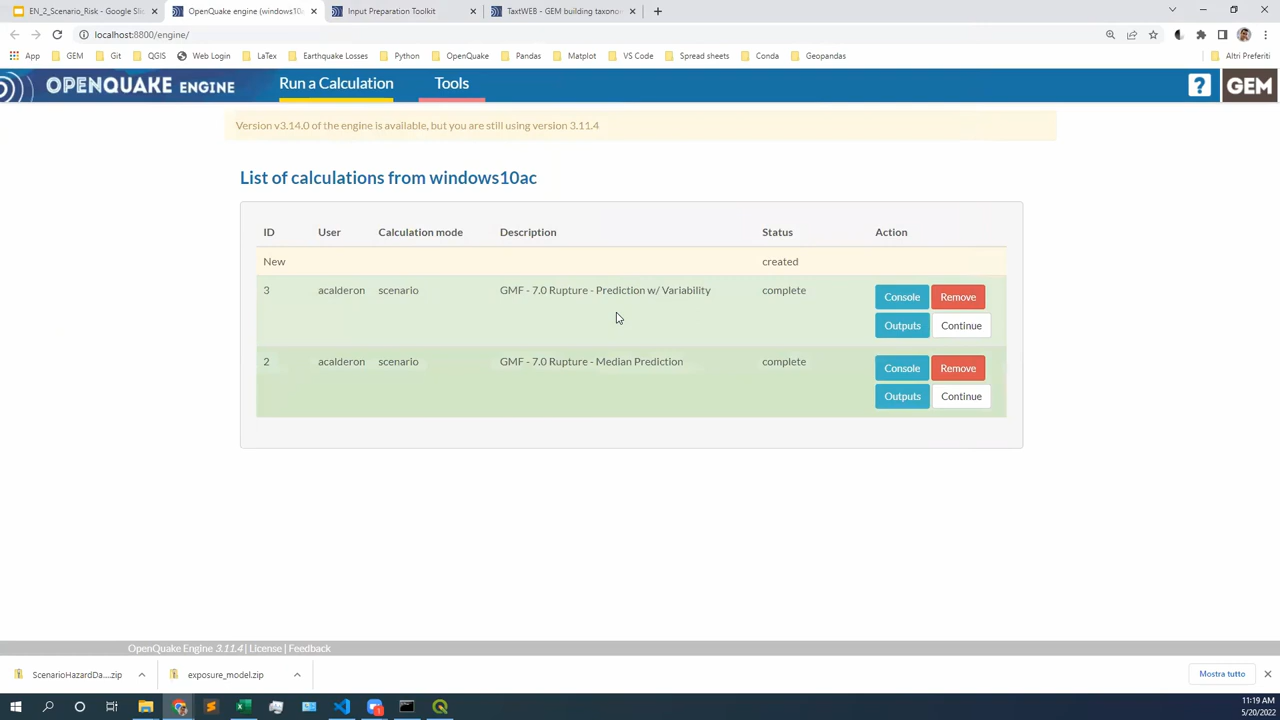 EN_2_Scenario_Risk - Google Slid
OpenQuake engine (windows10
Input Preparation Toolkit
TaxtWEB - GEM building taxono
localhost:8800/engine/
App GEM Git QGIS Web Login LaTex Earthquake Losses Python OpenQuake Pandas Matplot VS Code Spread sheets Conda Geopandas Altri Preferiti
OPENQUAKE ENGINE Run a Calculation Tools ? GEM
Version v3.14.0 of the engine is available, but you are still using version 3.11.4
List of calculations from windows10ac
ID User Calculation mode Description Status Action
New created
3 acalderon scenario GMF - 7.0 Rupture - Prediction w/ Variability complete Console Remove
Outputs Continue
2 acalderon scenario GMF - 7.0 Rupture - Median Prediction complete Console Remove
Outputs Continue
OpenQuake Engine 3.11.4 | License | Feedback
ScenarioHazardDa....zip exposure_model.zip Mostra tutto
11:19 AM
5/20/2022